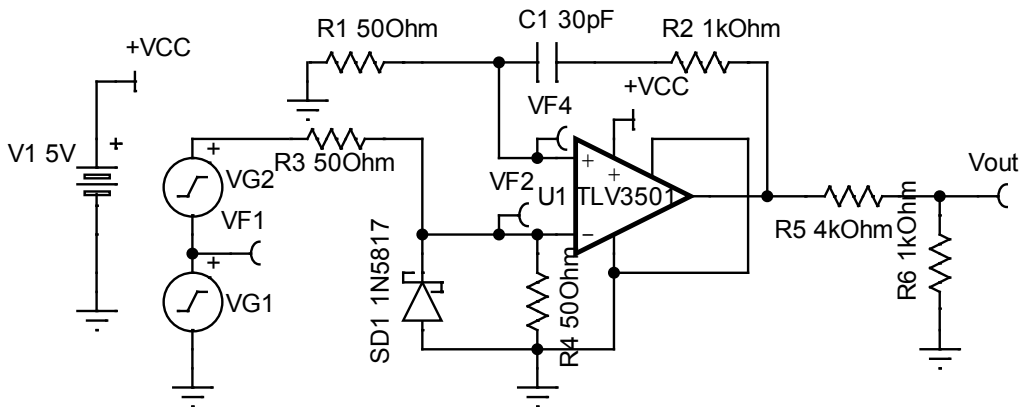 R1 50Ohm
C1 30pF
R2 1kOhm
+VCC
+VCC
V1 5V
+
VF4
R3 50Ohm
+
VG2
VF2
U1
+
+
TLV3501
−
Vout
VF1
R5 4kOhm
+
VG1
SD1 1N5817
R4 50Ohm
R6 1kOhm